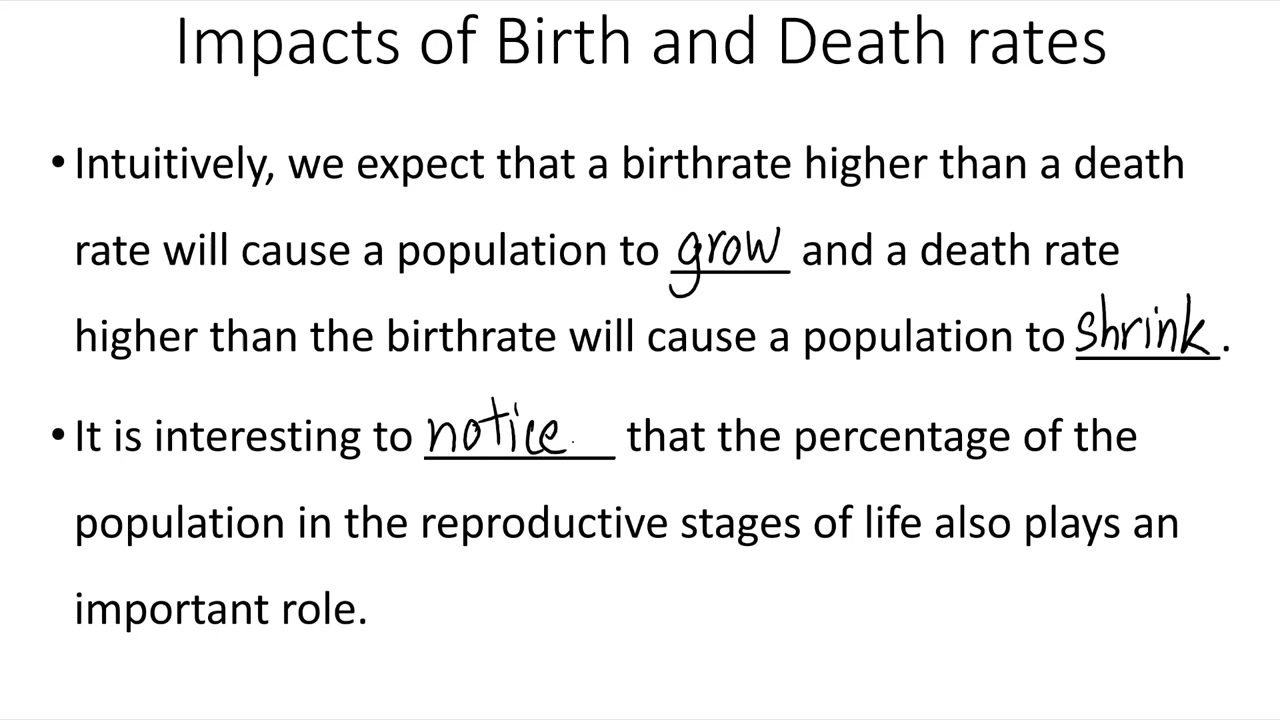 Impacts of Birth and Death rates
• Intuitively, we expect that a birthrate higher than a death
rate will cause a population to grow and a death rate
higher than the birthrate will cause a population to shrink.
• It is interesting to notice that the percentage of the
population in the reproductive stages of life also plays an
important role.